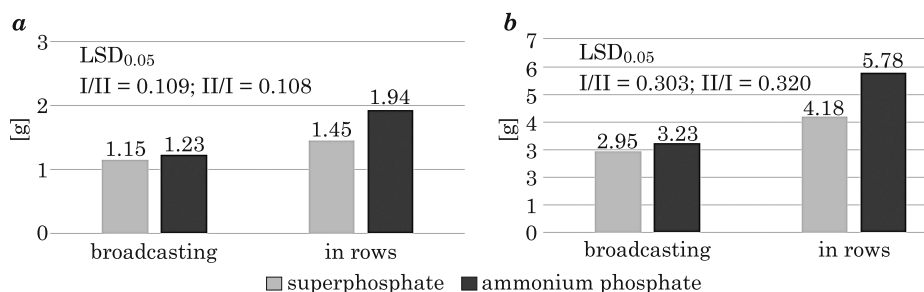 a
3
2
1
0
[g]
LSD0.05
I/II = 0.109; II/I = 0.108
1.15
1.23
1.45
1.94
broadcasting
in rows
b
7
6
5
4
3
3
1
0
[g]
LSD0.05
I/II = 0.303; II/I = 0.320
2.95
3.23
4.18
5.78
broadcasting
in rows
superphosphate
ammonium phosphate